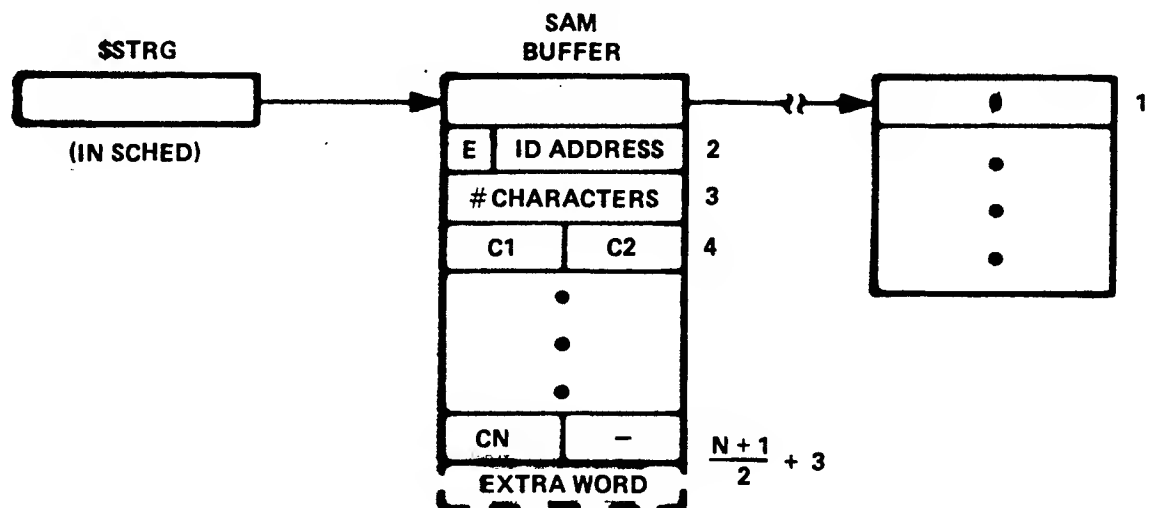 SAM
BUFFER
$STRG
(IN SCHED)
ø 1
E ID ADDRESS 2
# CHARACTERS 3
C1 C2 4
CN – N + 1 / 2 + 3
EXTRA WORD